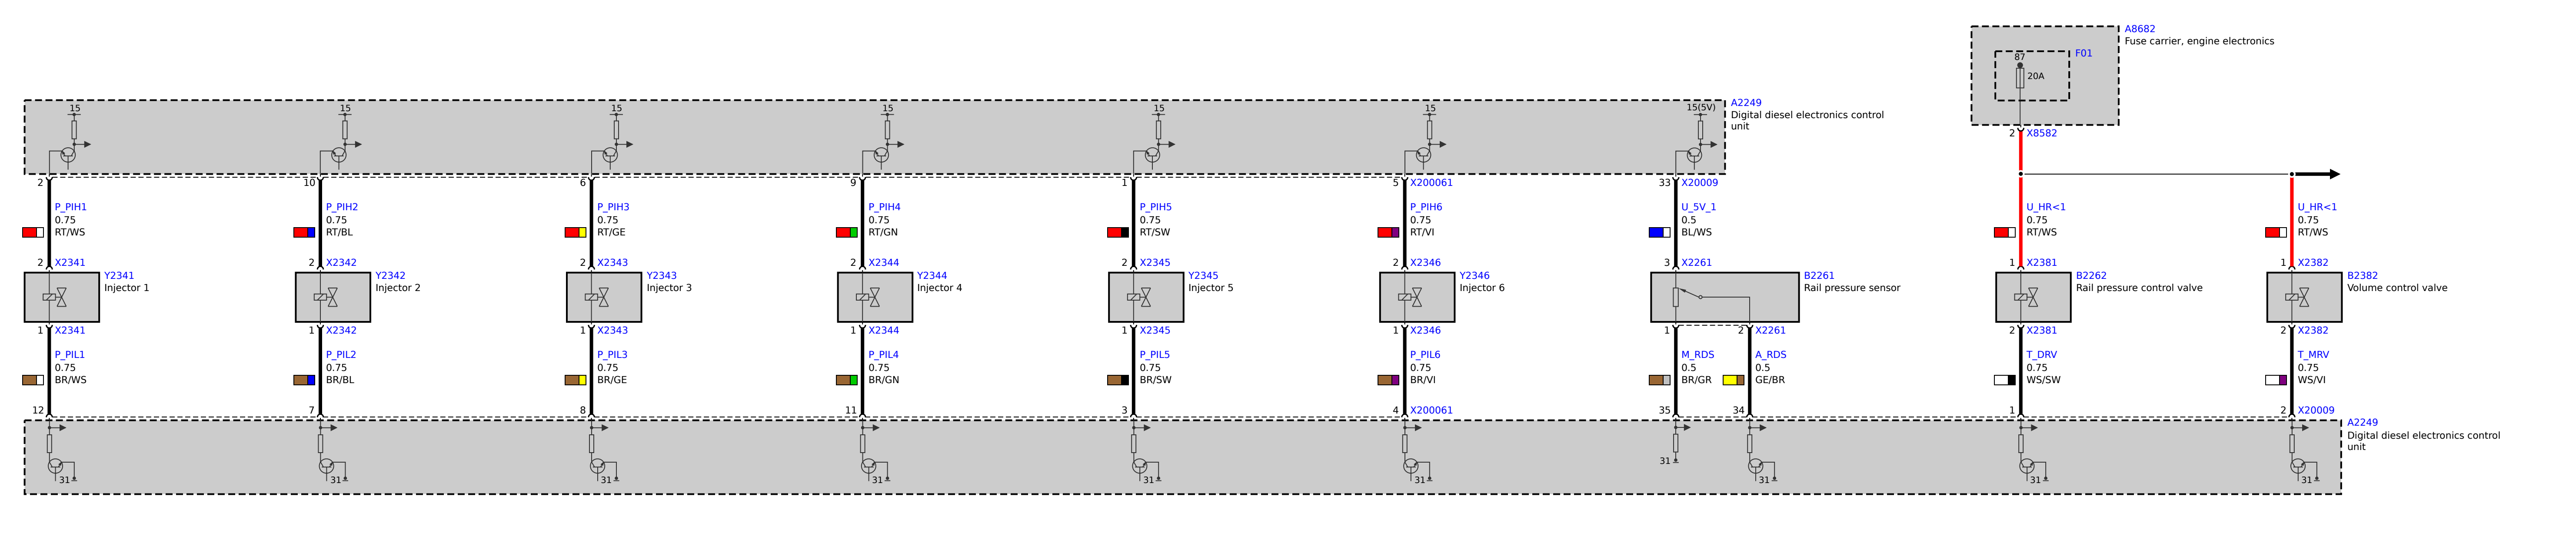 A8682
Fuse carrier, engine electronics
87
F01
20A
15
15
15
15
15
15
15(5V)
A2249
Digital diesel electronics control
unit
2
X8582
2
10
6
9
1
5
X200061
33
X20009
P_PIH1
0.75
RT/WS
P_PIH2
0.75
RT/BL
P_PIH3
0.75
RT/GE
P_PIH4
0.75
RT/GN
P_PIH5
0.75
RT/SW
P_PIH6
0.75
RT/VI
U_5V_1
0.5
BL/WS
U_HR<1
0.75
RT/WS
U_HR<1
0.75
RT/WS
2
X2341
2
X2342
2
X2343
2
X2344
2
X2345
2
X2346
3
X2261
1
X2381
1
X2382
Y2341
Injector 1
Y2342
Injector 2
Y2343
Injector 3
Y2344
Injector 4
Y2345
Injector 5
Y2346
Injector 6
B2261
Rail pressure sensor
B2262
Rail pressure control valve
B2382
Volume control valve
1
X2341
1
X2342
1
X2343
1
X2344
1
X2345
1
X2346
1
2
X2261
2
X2381
2
X2382
P_PIL1
0.75
BR/WS
P_PIL2
0.75
BR/BL
P_PIL3
0.75
BR/GE
P_PIL4
0.75
BR/GN
P_PIL5
0.75
BR/SW
P_PIL6
0.75
BR/VI
M_RDS
0.5
BR/GR
A_RDS
0.5
GE/BR
T_DRV
0.75
WS/SW
T_MRV
0.75
WS/VI
12
7
8
11
3
4
X200061
35
34
1
2
X20009
A2249
Digital diesel electronics control
unit
31
31
31
31
31
31
31
31
31
31